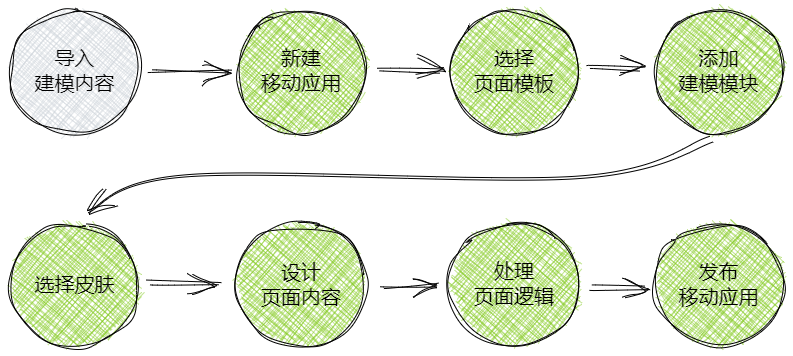 导入
建模内容
新建
移动应用
选择
页面模板
添加
建模模块
选择皮肤
设计
页面内容
处理
页面逻辑
发布
移动应用